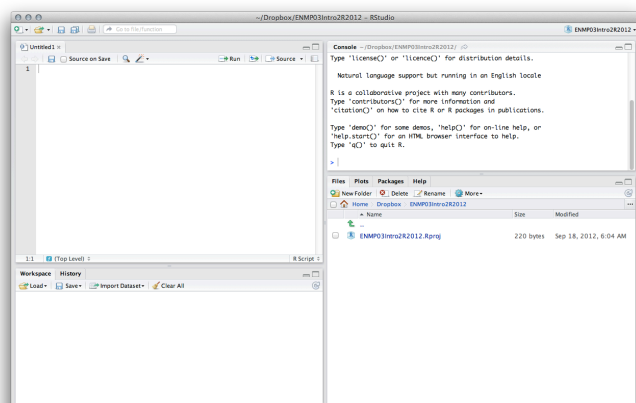 ~/Dropbox/ENMP03Intro2R2012 – RStudio
Go to file/function
ENMP03Intro2R2012
Untitled1
Source on Save
Run
Source
1
1:1 (Top Level) R Script
Workspace History
Load Save Import Dataset Clear All
Console ~/Dropbox/ENMP03Intro2R2012/
Type 'license()' or 'licence()' for distribution details.
Natural language support but running in an English locale
R is a collaborative project with many contributors.
Type 'contributors()' for more information and
'citation()' on how to cite R or R packages in publications.
Type 'demo()' for some demos, 'help()' for on-line help, or
'help.start()' for an HTML browser interface to help.
Type 'q()' to quit R.
>
Files Plots Packages Help
New Folder Delete Rename More
Home Dropbox ENMP03Intro2R2012
Name Size Modified
..
ENMP03Intro2R2012.Rproj 220 bytes Sep 18, 2012, 6:04 AM